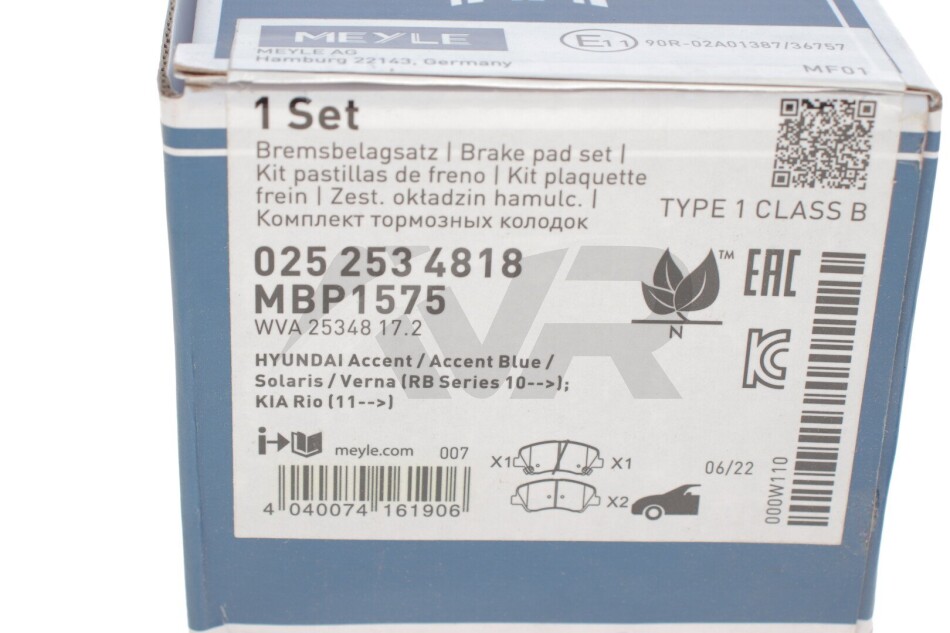 MEYLE
MEYLE AG
Hamburg 22143, Germany
E11
90R-02A01387/36757
MF01
1 Set
Bremsbelagsatz | Brake pad set |
Kit pastillas de freno | Kit plaquette
frein | Zest. okładzin hamulc. |
Комплект тормозных колодок
TYPE 1 CLASS B
025 253 4818
MBP1575
WVA 25348 17.2
TM
N
EAC
KC
HYUNDAI Accent / Accent Blue /
Solaris / Verna (RB Series 10-->);
KIA Rio (11-->)
meyle.com
007
X1
X1
X2
06/22
000W110
4 040074 161906
VR